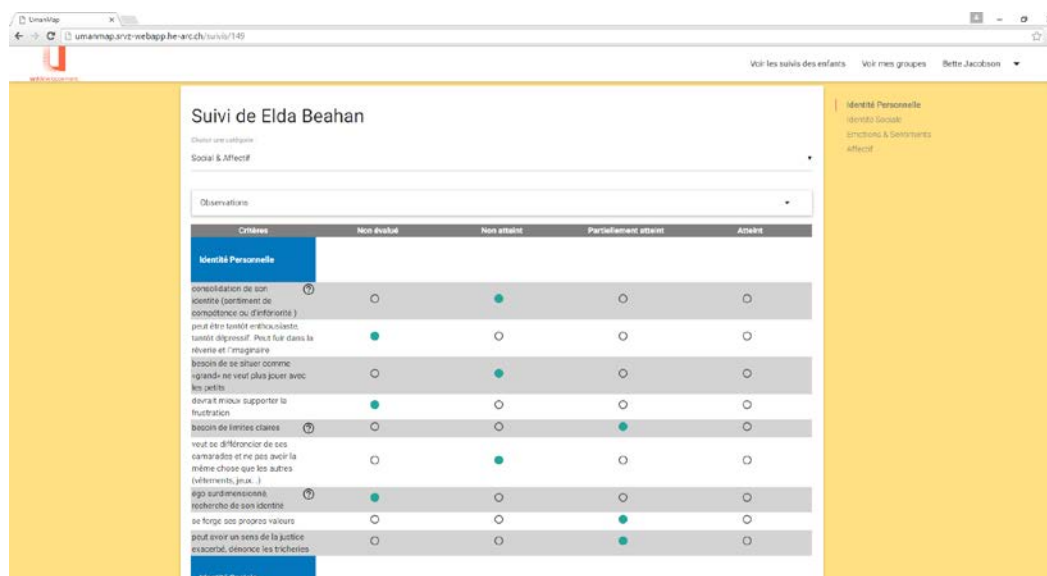 UmanMap
umanmap.srvz-webapp.he-arc.ch/suivis/149
Voir les suivis des enfants Voir mes groupes Bette Jacobson
Suivi de Elda Beahan
Choisir une catégorie
Social & Affectif
Observations
Critères Non évalué Non atteint Partiellement atteint Atteint
Identité Personnelle
consolidation de son
identité (sentiment de
compétence ou d'infériorité )
peut être tantôt enthousiaste,
tantôt dépressif. Peut fuir dans la
rêverie et l'imaginaire
besoin de se situer comme
«grand» ne veut plus jouer avec
les petits
devrait mieux supporter la
frustration
besoin de limites claires
veut se différencier de ses
camarades et ne pas avoir la
même chose que les autres
(vêtements, jeux...)
égo surdimensionné,
recherche de son identité
se forge ses propres valeurs
peut avoir un sens de la justice
exacerbé, dénonce les tricheries
Identité Personnelle
Identité Sociale
Emotions & Sentiments
Affectif